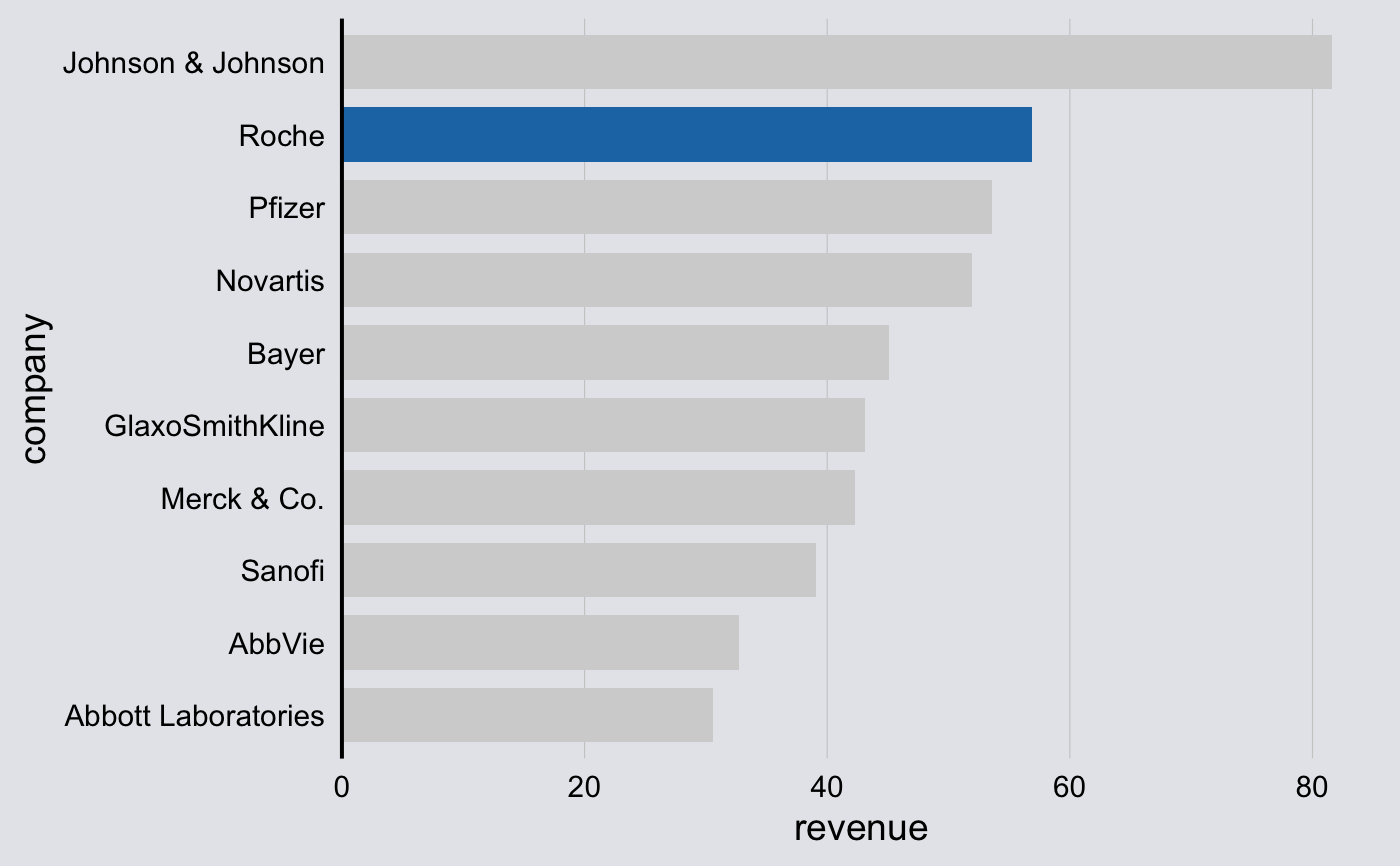 company
Johnson & Johnson
Roche
Pfizer
Novartis
Bayer
GlaxoSmithKline
Merck & Co.
Sanofi
AbbVie
Abbott Laboratories
0 20 40 60 80
revenue